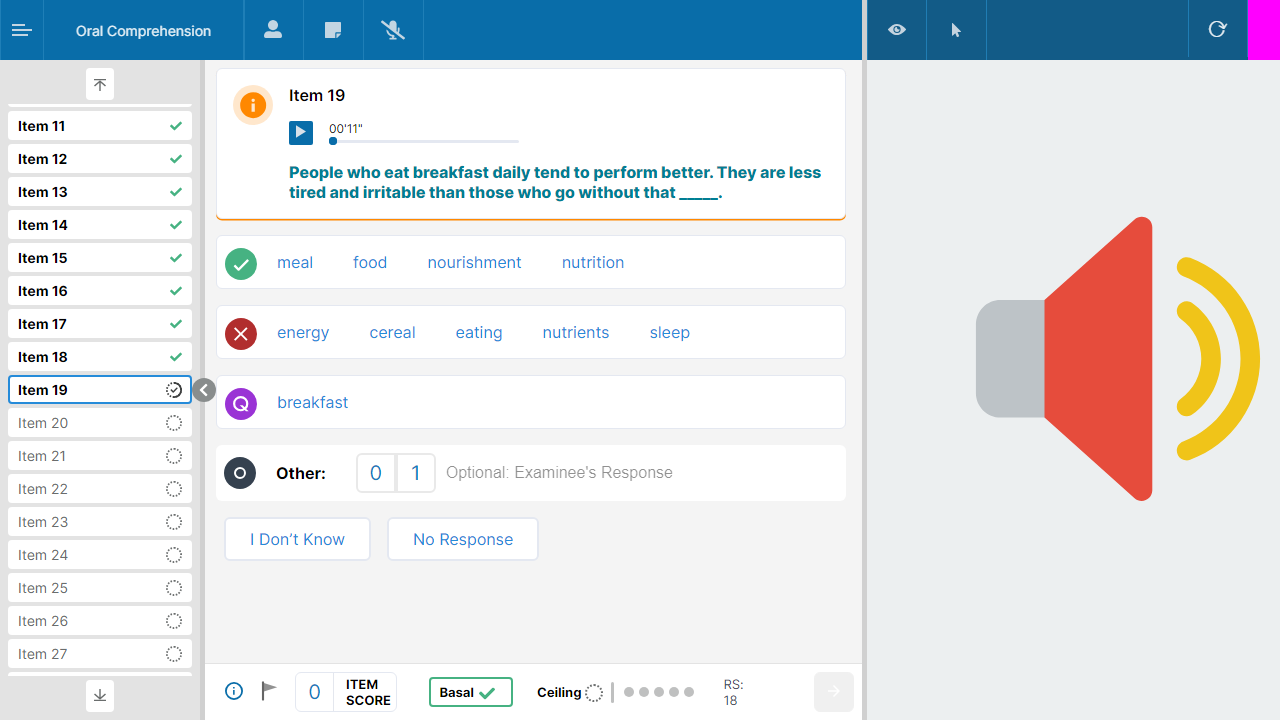 Oral Comprehension
Item 11
Item 12
Item 13
Item 14
Item 15
Item 16
Item 17
Item 18
Item 19
Item 20
Item 21
Item 22
Item 23
Item 24
Item 25
Item 26
Item 27
Item 19
00'11"
People who eat breakfast daily tend to perform better. They are less
tired and irritable than those who go without that _____.
meal food nourishment nutrition
energy cereal eating nutrients sleep
Q breakfast
Other: 0 1 Optional: Examinee's Response
I Don’t Know No Response
0 ITEM
SCORE
Basal
Ceiling
RS:
18